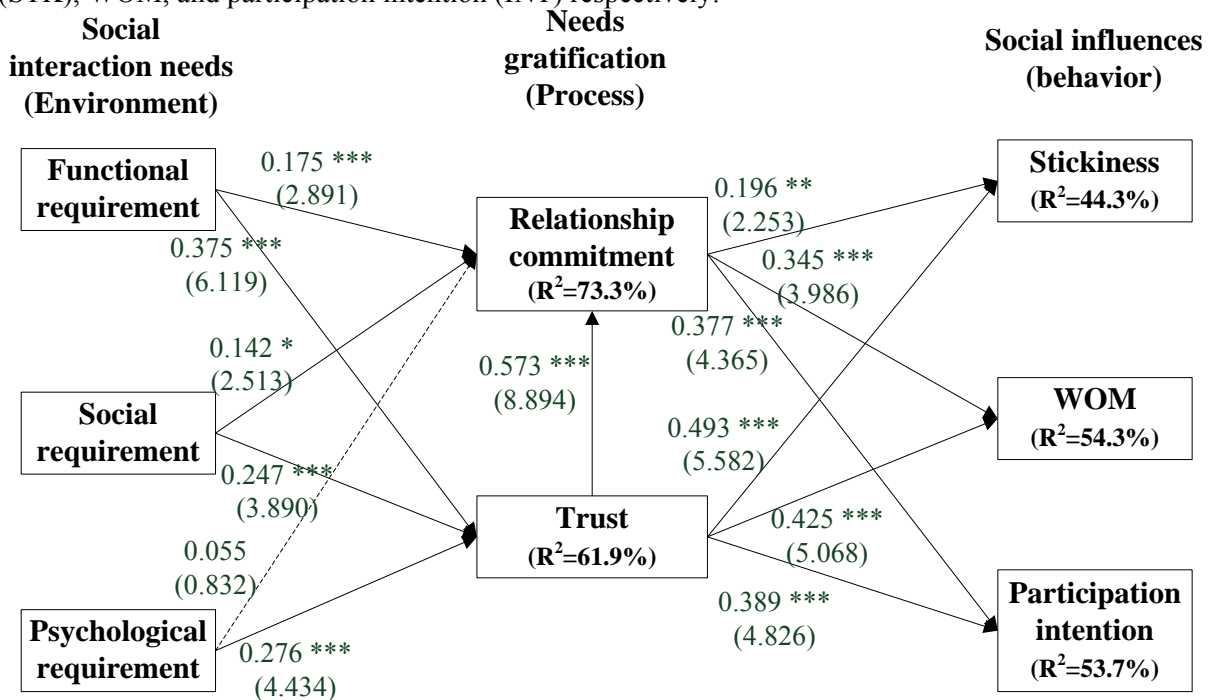 (STK), WOM, and participation intention (INT) respectively.
Social
interaction needs
(Environment)
Needs
gratification
(Process)
Social influences
(behavior)
Functional
requirement
0.175 ***
(2.891)
0.375 ***
(6.119)
Social
requirement
0.142 *
(2.513)
0.247 ***
(3.890)
Psychological
requirement
0.055
(0.832)
0.276 ***
(4.434)
Relationship
commitment
(R²=73.3%)
0.573 ***
(8.894)
Trust
(R²=61.9%)
0.196 **
(2.253)
0.345 ***
(3.986)
0.377 ***
(4.365)
0.493 ***
(5.582)
0.425 ***
(5.068)
0.389 ***
(4.826)
Stickiness
(R²=44.3%)
WOM
(R²=54.3%)
Participation
intention
(R²=53.7%)